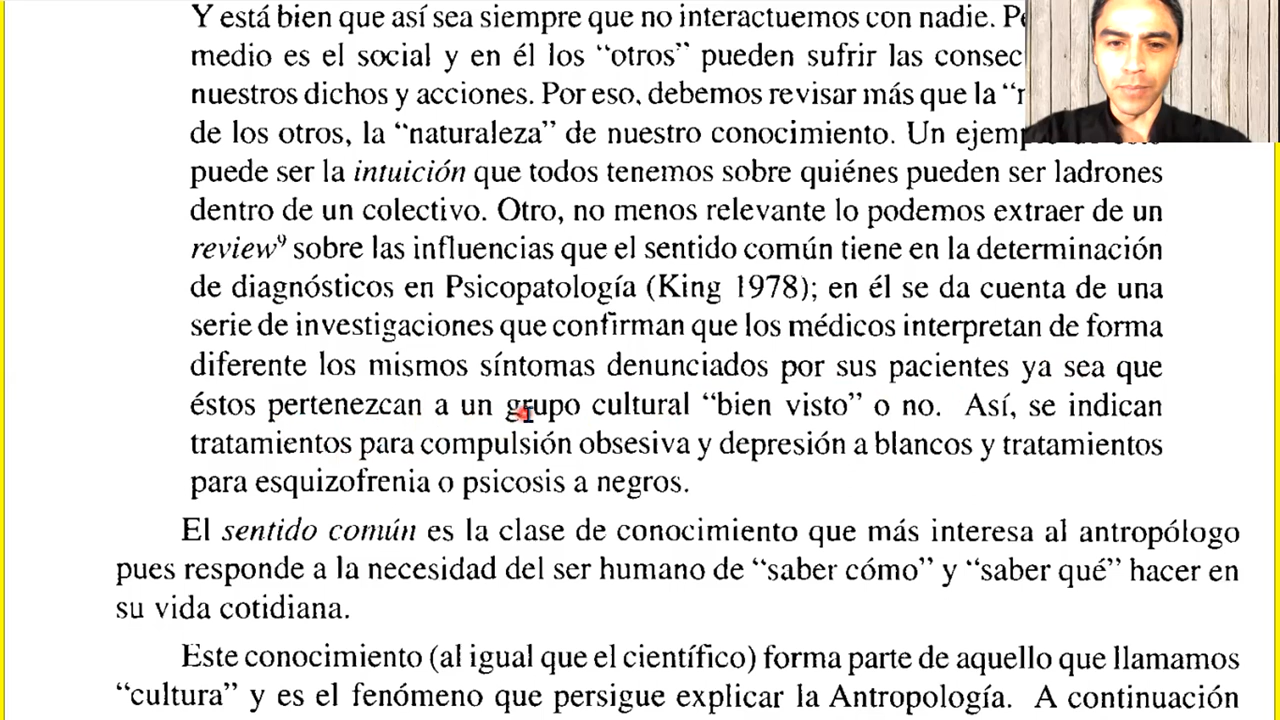 Y está bien que así sea siempre que no interactuemos con nadie.
medio es el social y en él los “otros” pueden sufrir las
nuestros dichos y acciones. Por eso, debemos revisar más que la
de los otros, la “naturaleza” de nuestro conocimiento. Un
puede ser la intuición que todos tenemos sobre quiénes pueden ser ladrones
dentro de un colectivo. Otro, no menos relevante lo podemos extraer de un
review⁹ sobre las influencias que el sentido común tiene en la determinación
de diagnósticos en Psicopatología (King 1978); en él se da cuenta de una
serie de investigaciones que confirman que los médicos interpretan de forma
diferente los mismos síntomas denunciados por sus pacientes ya sea que
éstos pertenezcan a un grupo cultural “bien visto” o no. Así, se indican
tratamientos para compulsión obsesiva y depresión a blancos y tratamientos
para esquizofrenia o psicosis a negros.
El sentido común es la clase de conocimiento que más interesa al antropólogo
pues responde a la necesidad del ser humano de “saber cómo” y “saber qué” hacer en
su vida cotidiana.
Este conocimiento (al igual que el científico) forma parte de aquello que llamamos
“cultura” y es el fenómeno que persigue explicar la Antropología. A continuación